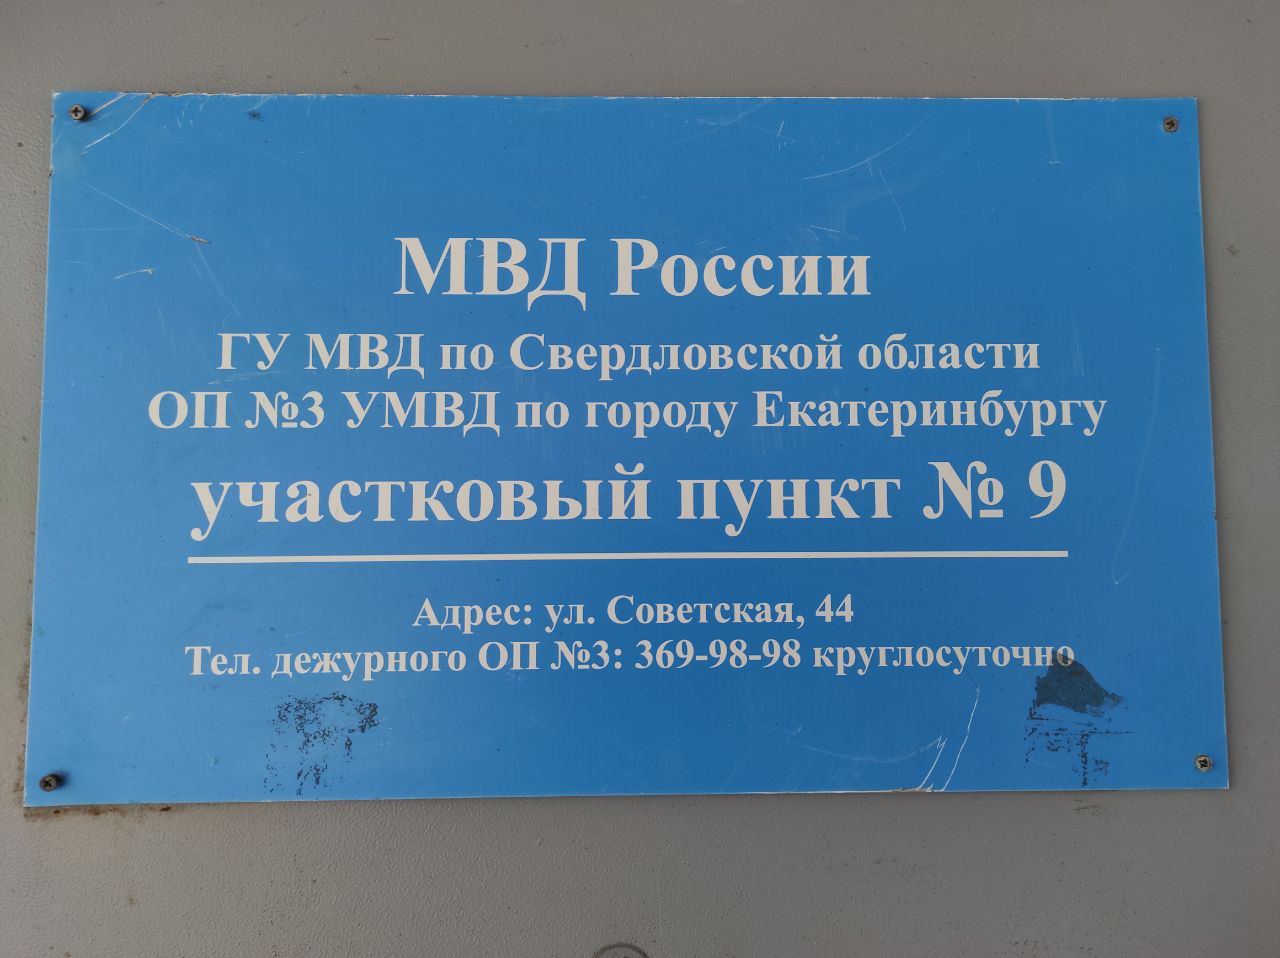 МВД России
ГУ МВД по Свердловской области
ОП №3 УМВД по городу Екатеринбургу
участковый пункт № 9
Адрес: ул. Советская, 44
Тел. дежурного ОП №3: 369-98-98 круглосуточно